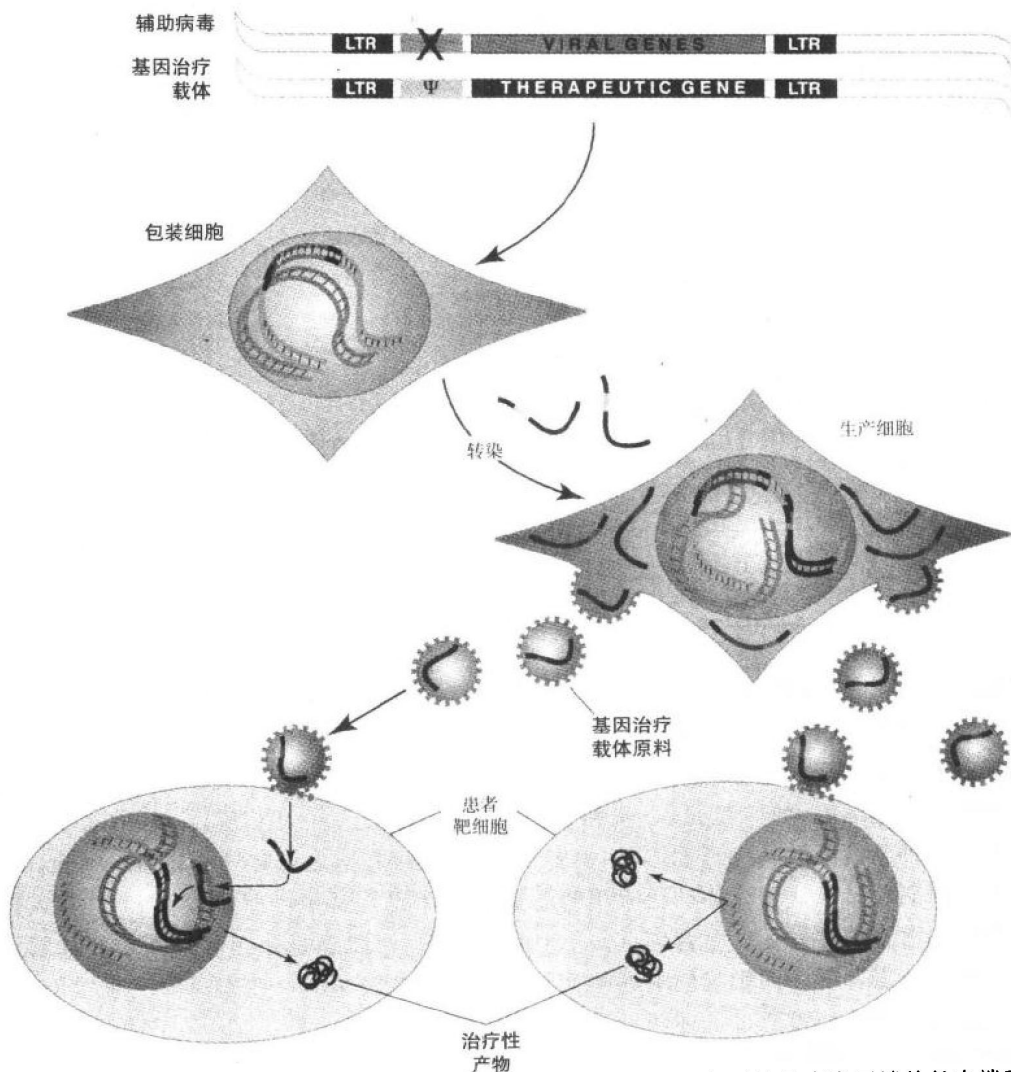 辅助病毒
LTR X VIRAL GENES LTR
基因治疗
载体
LTR Ψ THERAPEUTIC GENE LTR
包装细胞
转染
生产细胞
基因治疗
载体原料
患者
靶细胞
治疗性
产物